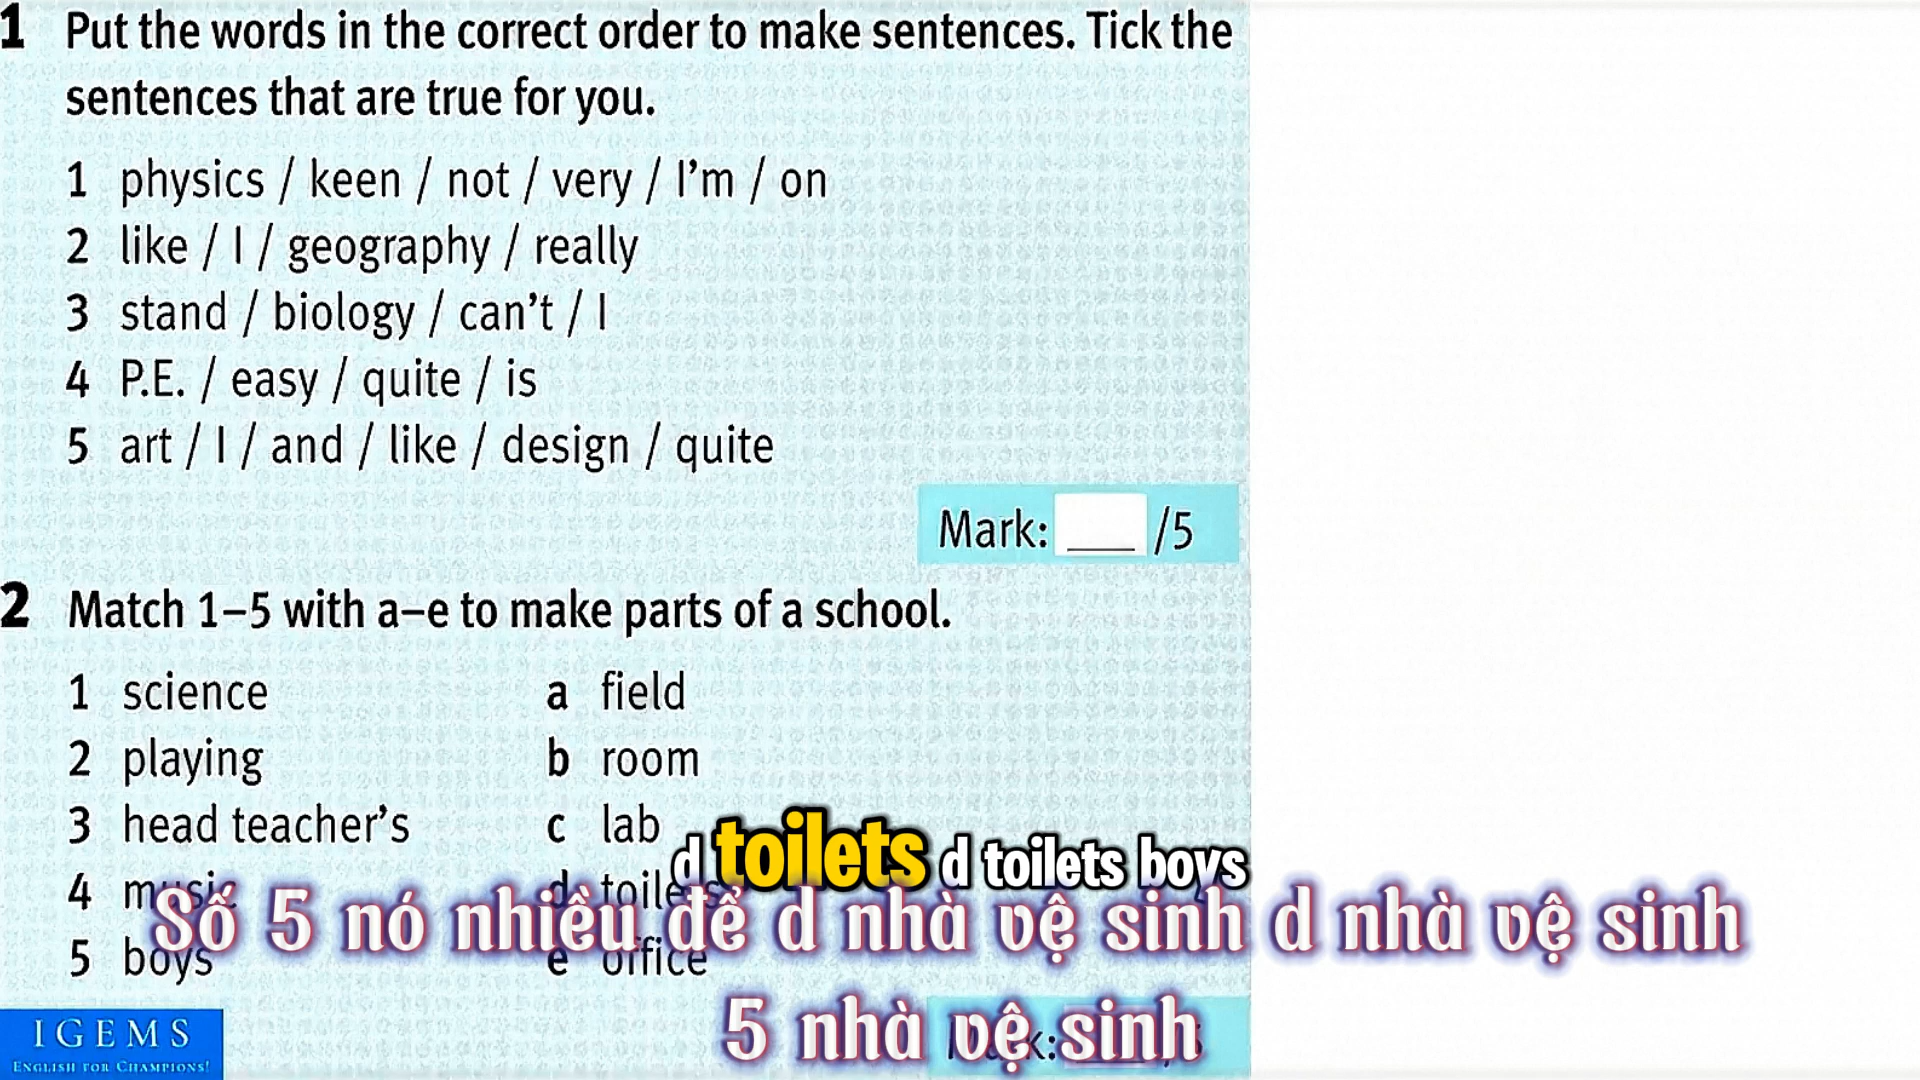 1 Put the words in the correct order to make sentences. Tick the
sentences that are true for you.
1 physics / keen / not / very / I'm / on
2 like / I / geography / really
3 stand / biology / can't / I
4 P.E. / easy / quite / is
5 art / I / and / like / design / quite
Mark: ___ /5
2 Match 1–5 with a–e to make parts of a school.
1 science a field
2 playing b room
3 head teacher's c lab
4 music d toilets
5 boys e office
d toilets d toilets boys
Số 5 nó nhiều để d nhà vệ sinh d nhà vệ sinh
5 nhà vệ sinh
IGEMS
ENGLISH FOR CHAMPIONS!